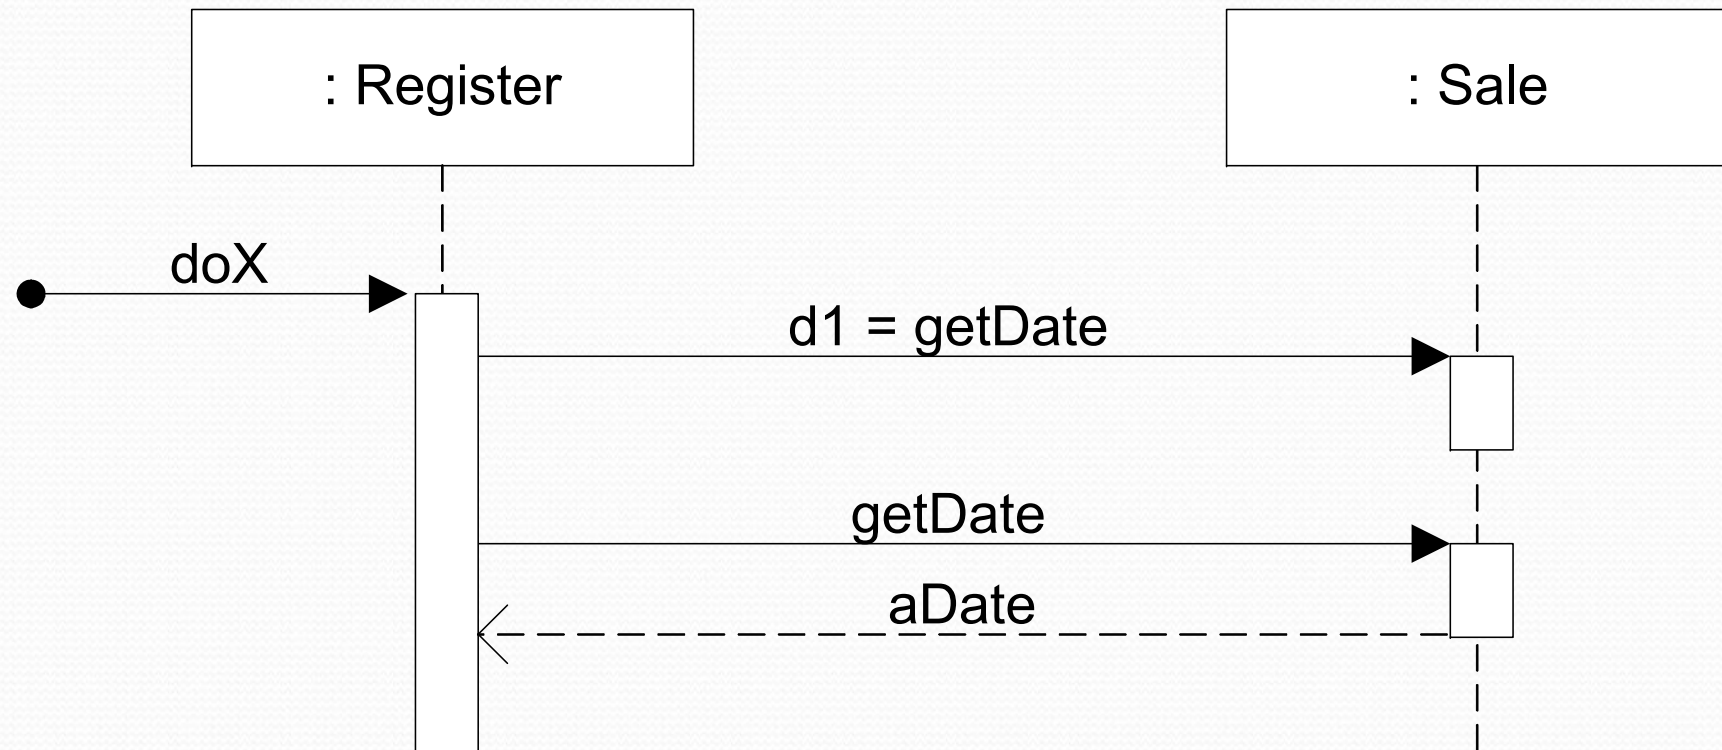 : Register
: Sale
doX
d1 = getDate
getDate
aDate